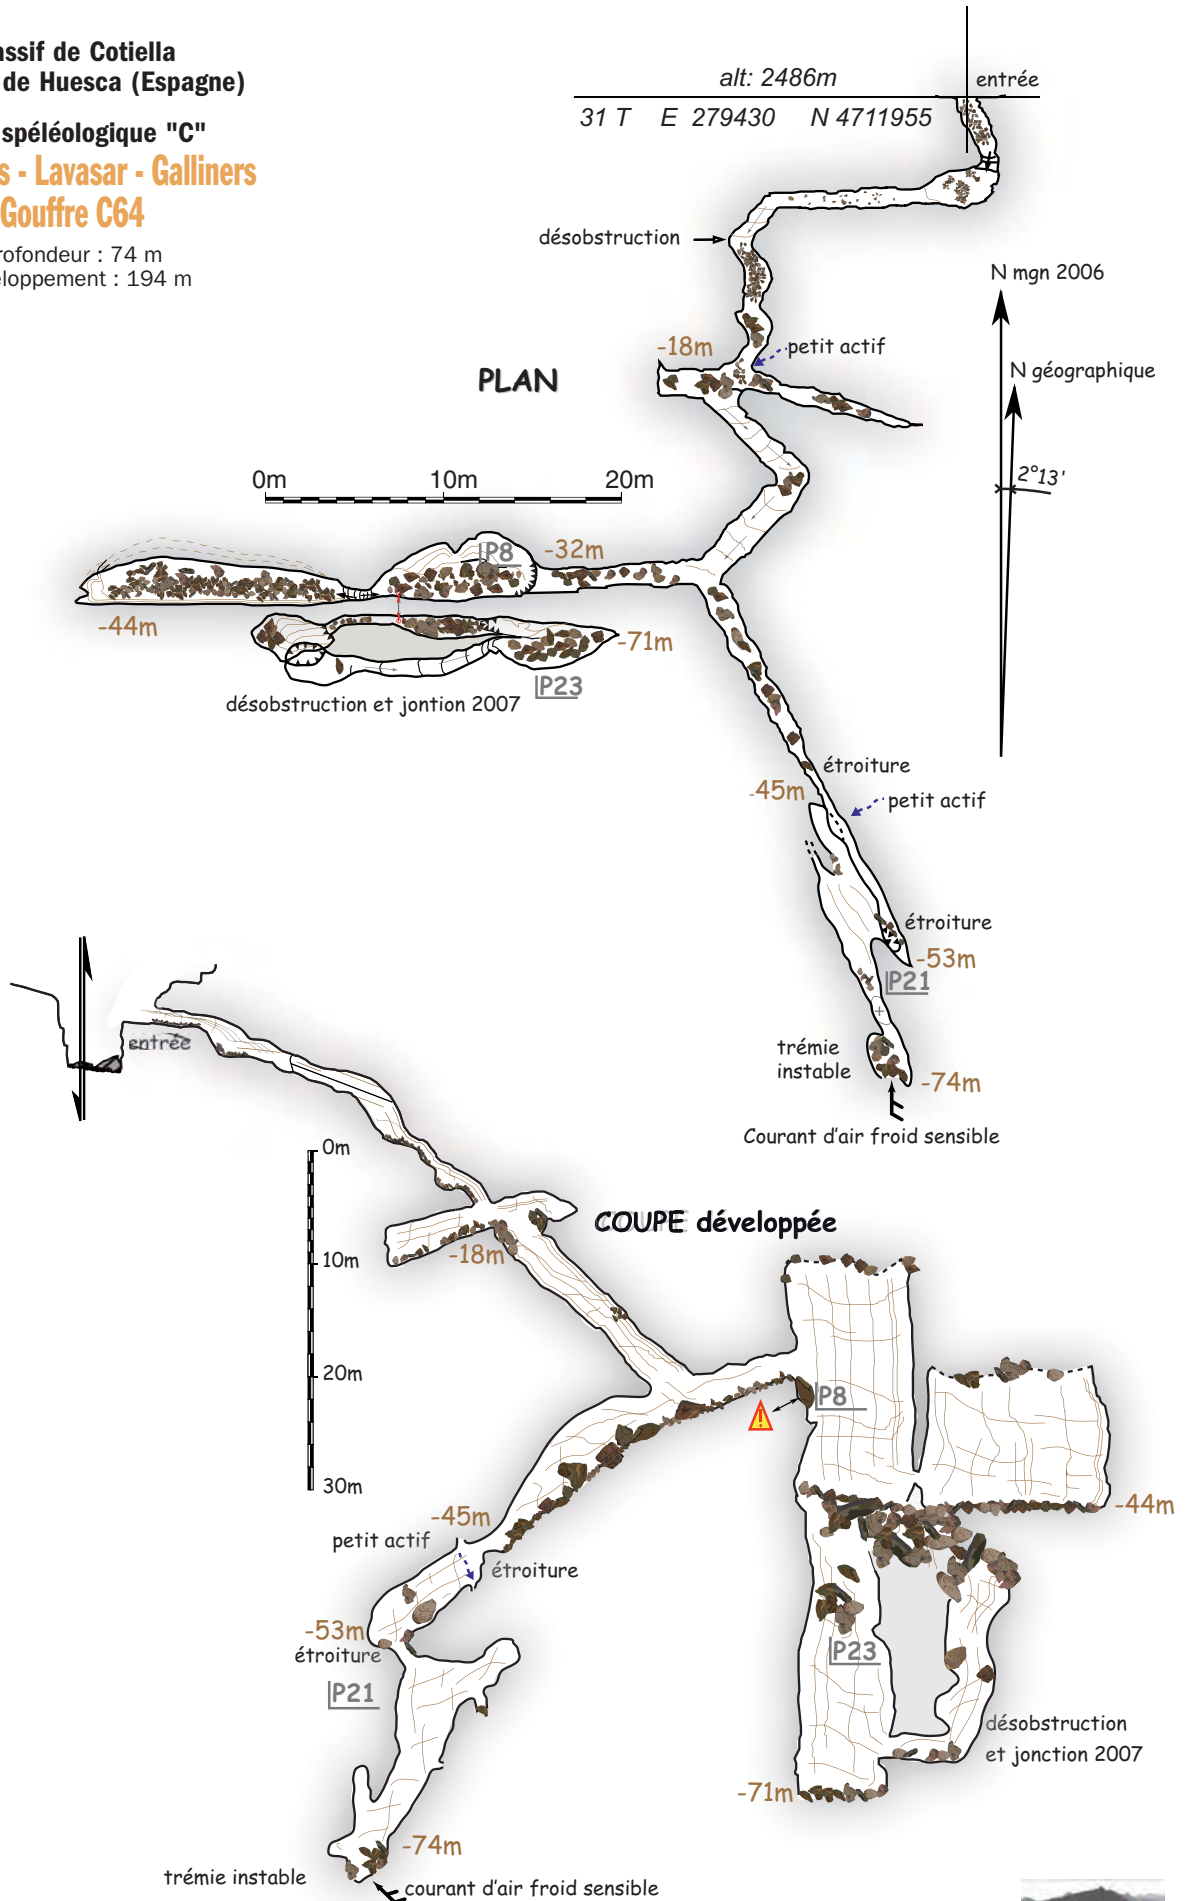 assif de Cotiella
de Huesca (Espagne)
spéléologique "C"
s - Lavasar - Galliners
Gouffre C64
rofondeur : 74 m
eloppement : 194 m
alt: 2486m
entrée
31 T E 279430 N 4711955
désobstruction
N mgn 2006
-18m
petit actif
N géographique
PLAN
2°13'
0m 10m 20m
P8
-32m
-44m
-71m
P23
désobstruction et jontion 2007
étroiture
-45m
petit actif
étroiture
-53m
P21
trémie
instable
-74m
Courant d'air froid sensible
entrée
0m
COUPE développée
-18m
10m
20m
P8
30m
-44m
-45m
petit actif
étroiture
-53m
étroiture
P23
P21
désobstruction
et jonction 2007
-71m
-74m
trémie instable
courant d'air froid sensible